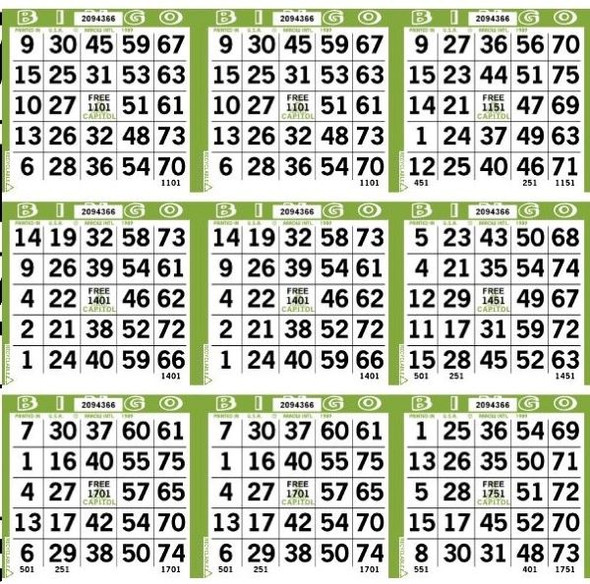 B I N G O 2094366 B I N G O 2094366 B I N G O 2094366
PRINTED IN U.S.A. © ARROW INT'L 1989 PRINTED IN U.S.A. © ARROW INT'L 1989 PRINTED IN U.S.A. © ARROW INT'L 1989
9 30 45 59 67 9 30 45 59 67 9 27 36 56 70
15 25 31 53 63 15 25 31 53 63 15 23 44 51 75
10 27 FREE 1101 CAPITOL 51 61 10 27 FREE 1101 CAPITOL 51 61 14 21 FREE 1151 CAPITOL 47 69
13 26 32 48 73 13 26 32 48 73 1 24 37 49 63
6 28 36 54 70 6 28 36 54 70 12 25 40 46 71
1101 1101 451 251 1151
B I N G O 2094366 B I N G O 2094366 B I N G O 2094366
PRINTED IN U.S.A. © ARROW INT'L 1989 PRINTED IN U.S.A. © ARROW INT'L 1989 PRINTED IN U.S.A. © ARROW INT'L 1989
14 19 32 58 73 14 19 32 58 73 5 23 43 50 68
9 26 39 54 61 9 26 39 54 61 4 21 35 54 74
4 22 FREE 1401 CAPITOL 46 62 4 22 FREE 1401 CAPITOL 46 62 12 29 FREE 1451 CAPITOL 49 67
2 21 38 52 72 2 21 38 52 72 11 17 31 59 72
1 24 40 59 66 1 24 40 59 66 15 28 45 52 63
1401 1401 501 251 1451
B I N G O 2094366 B I N G O 2094366 B I N G O 2094366
PRINTED IN U.S.A. © ARROW INT'L 1989 PRINTED IN U.S.A. © ARROW INT'L 1989 PRINTED IN U.S.A. © ARROW INT'L 1989
7 30 37 60 61 7 30 37 60 61 1 25 36 54 69
1 16 40 55 75 1 16 40 55 75 13 26 35 50 71
4 27 FREE 1701 CAPITOL 57 65 4 27 FREE 1701 CAPITOL 57 65 5 28 FREE 1751 CAPITOL 51 72
13 17 42 54 70 13 17 42 54 70 15 17 45 52 70
6 29 38 50 74 6 29 38 50 74 8 30 31 48 73
501 251 1701 501 251 1701 551 401 1751